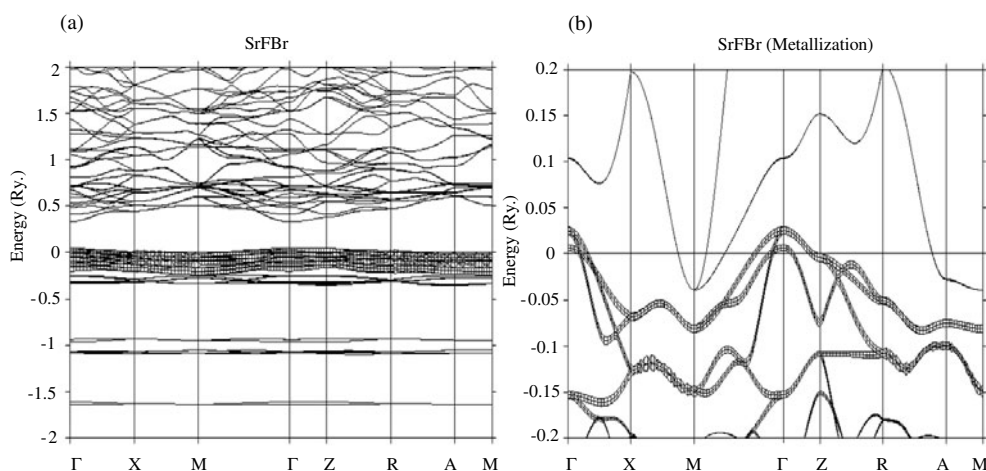 (a)
SrFBr
Energy (Ry.)
2
1.5
1
0.5
0
-0.5
-1
-1.5
-2
Γ X M Γ Z R A M
(b)
SrFBr (Metallization)
Energy (Ry.)
0.2
0.15
0.1
0.05
0
-0.05
-0.1
-0.15
-0.2
Γ X M Γ Z R A M